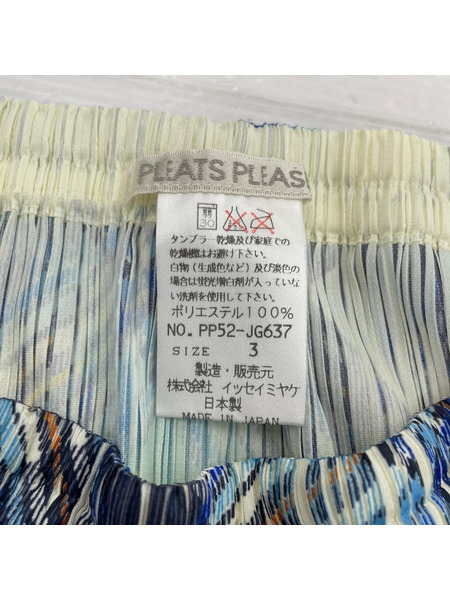 PLEATS PLEAS
弱
30
タンブラー乾燥及び家庭での
乾燥機はお避け下さい。
白物(生成色など)及び淡色の
場合は蛍光増白剤が入っていな
い洗剤を使用して下さい。
ポリエステル100%
NO. PP52-JG637
SIZE 3
製造・販売元
株式会社 イッセイミヤケ
日本製
MADE IN JAPAN